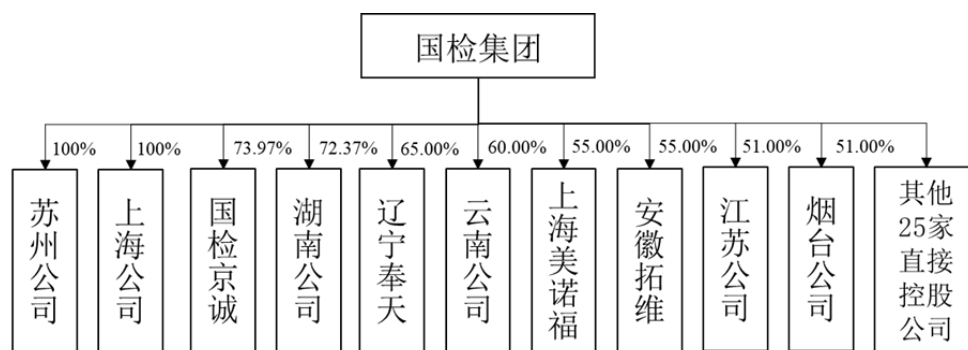 国检集团
100%
100%
73.97%
72.37%
65.00%
60.00%
55.00%
55.00%
51.00%
51.00%
苏州公司
上海公司
国检京诚
湖南公司
辽宁奉天
云南公司
上海美诺福
安徽拓维
江苏公司
烟台公司
其他
25家
直接
控股
公司